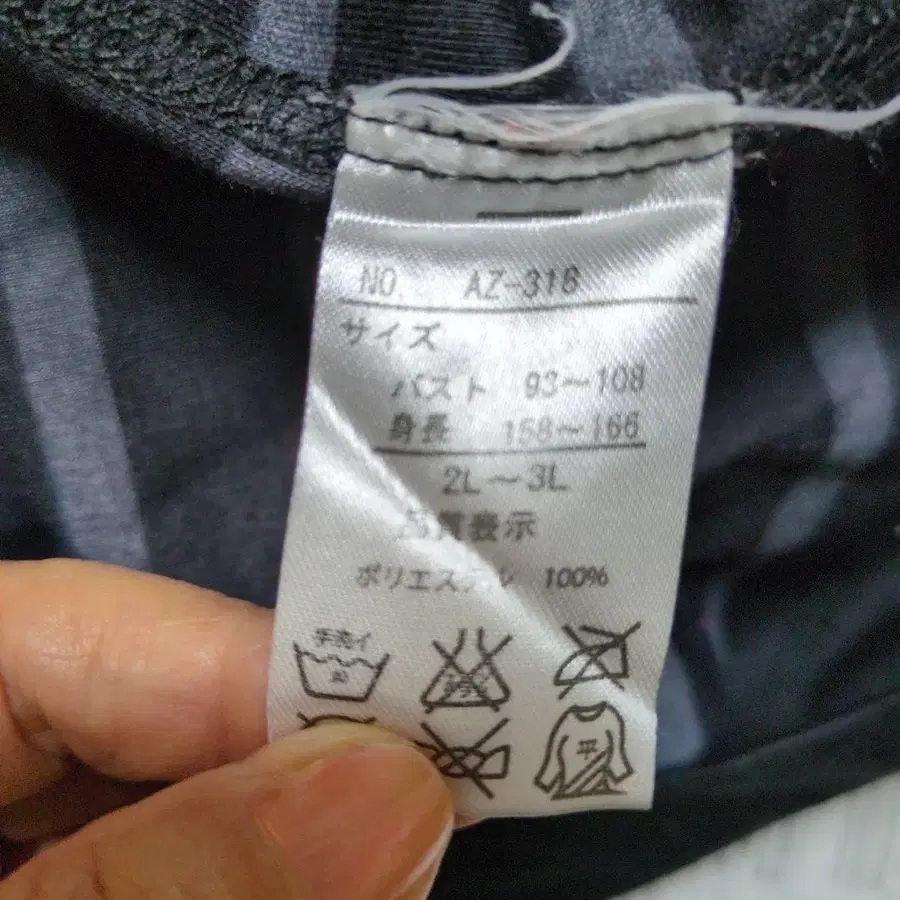 NO. AZ-316
サイズ
バスト 93～108
身長 158～166
2L～3L
品質表示
ポリエステル 100%
手洗イ
30
平